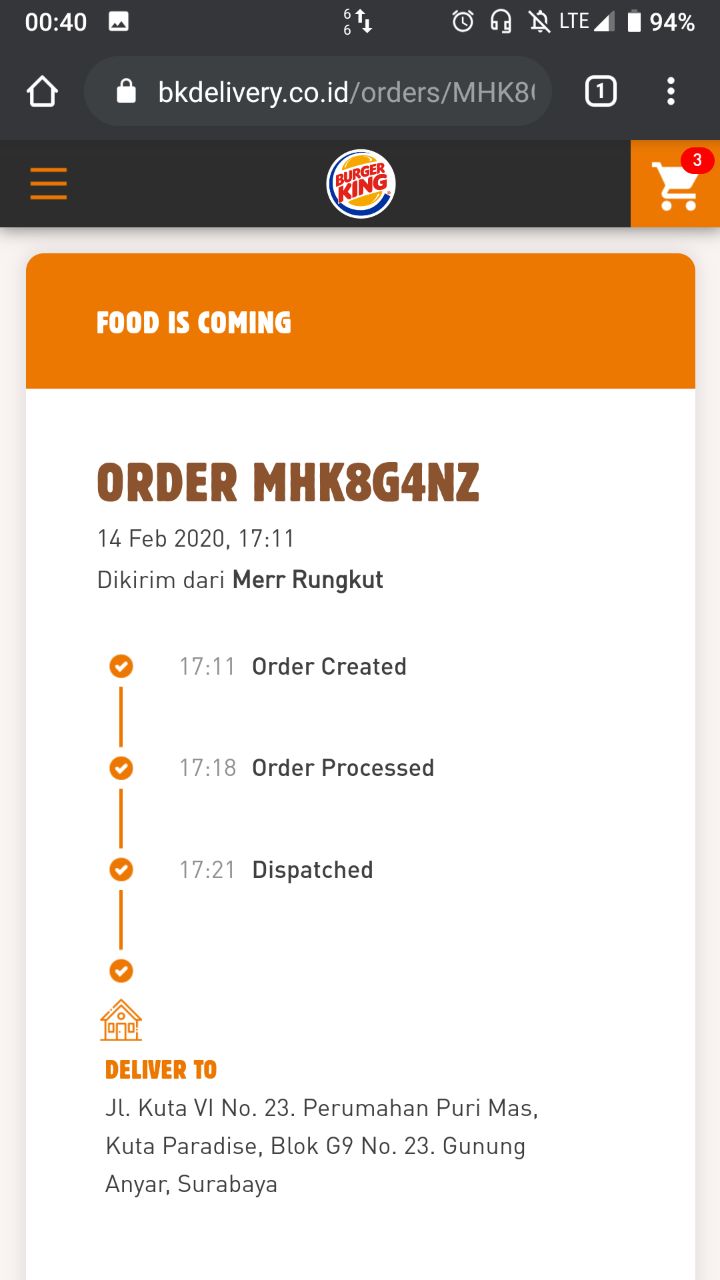 00:40
6
6
LTE
94%
bkdelivery.co.id/orders/MHK8
1
BURGER
KING
3
FOOD IS COMING
ORDER MHK8G4NZ
14 Feb 2020, 17:11
Dikirim dari Merr Rungkut
17:11 Order Created
17:18 Order Processed
17:21 Dispatched
DELIVER TO
Jl. Kuta VI No. 23. Perumahan Puri Mas,
Kuta Paradise, Blok G9 No. 23. Gunung
Anyar, Surabaya